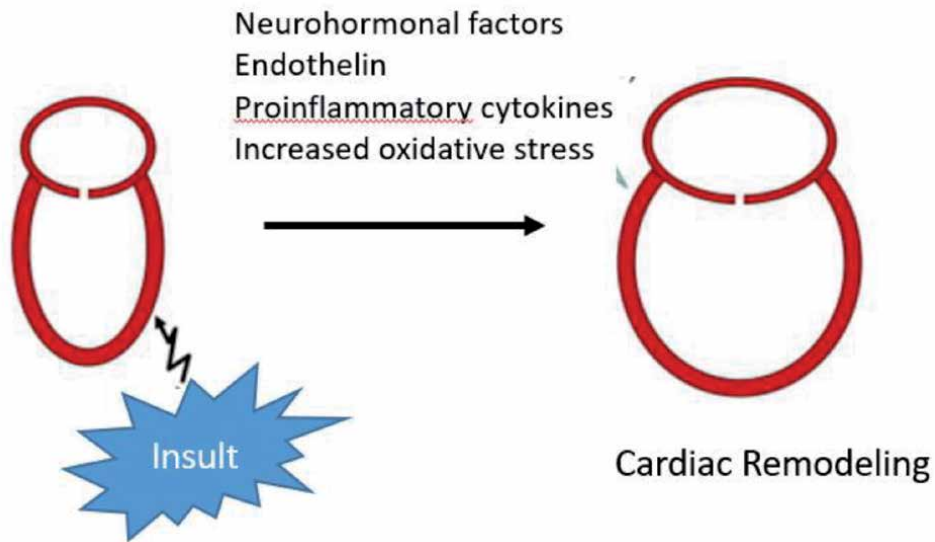 Neurohormonal factors
Endothelin
Proinflammatory cytokines
Increased oxidative stress
Insult
Cardiac Remodeling